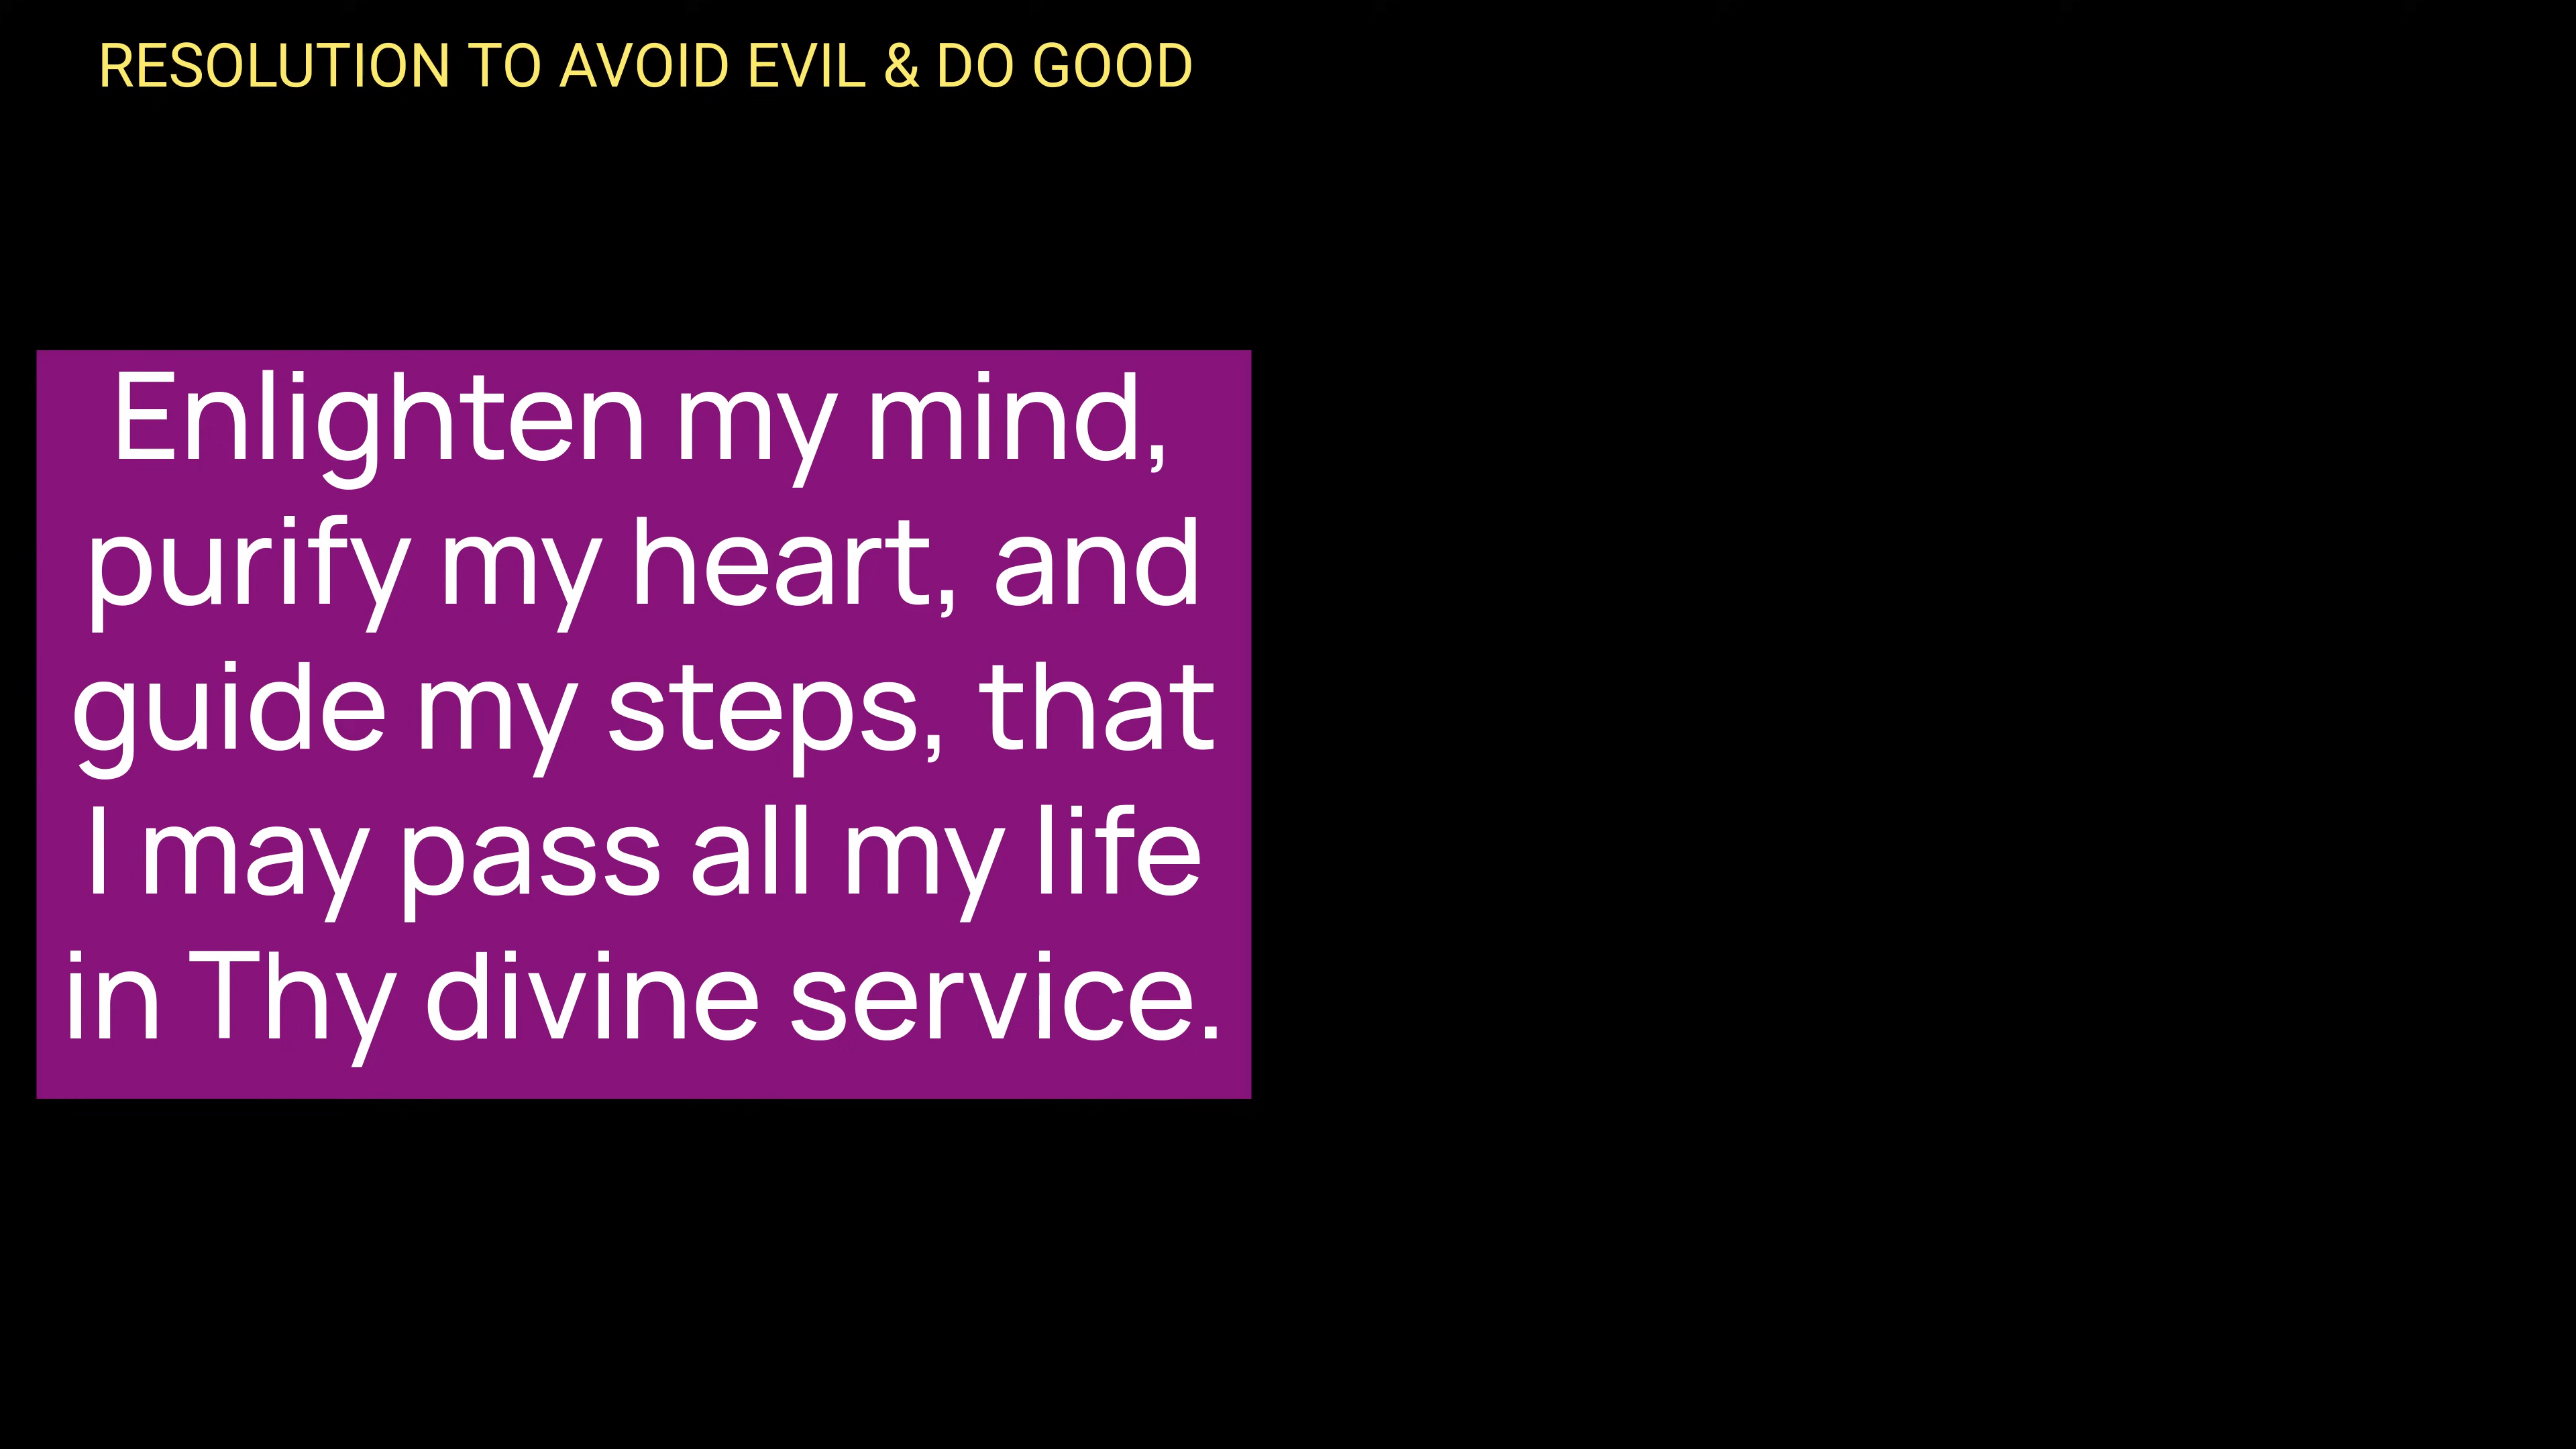 RESOLUTION TO AVOID EVIL & DO GOOD
Enlighten my mind,
purify my heart, and
guide my steps, that
I may pass all my life
in Thy divine service.